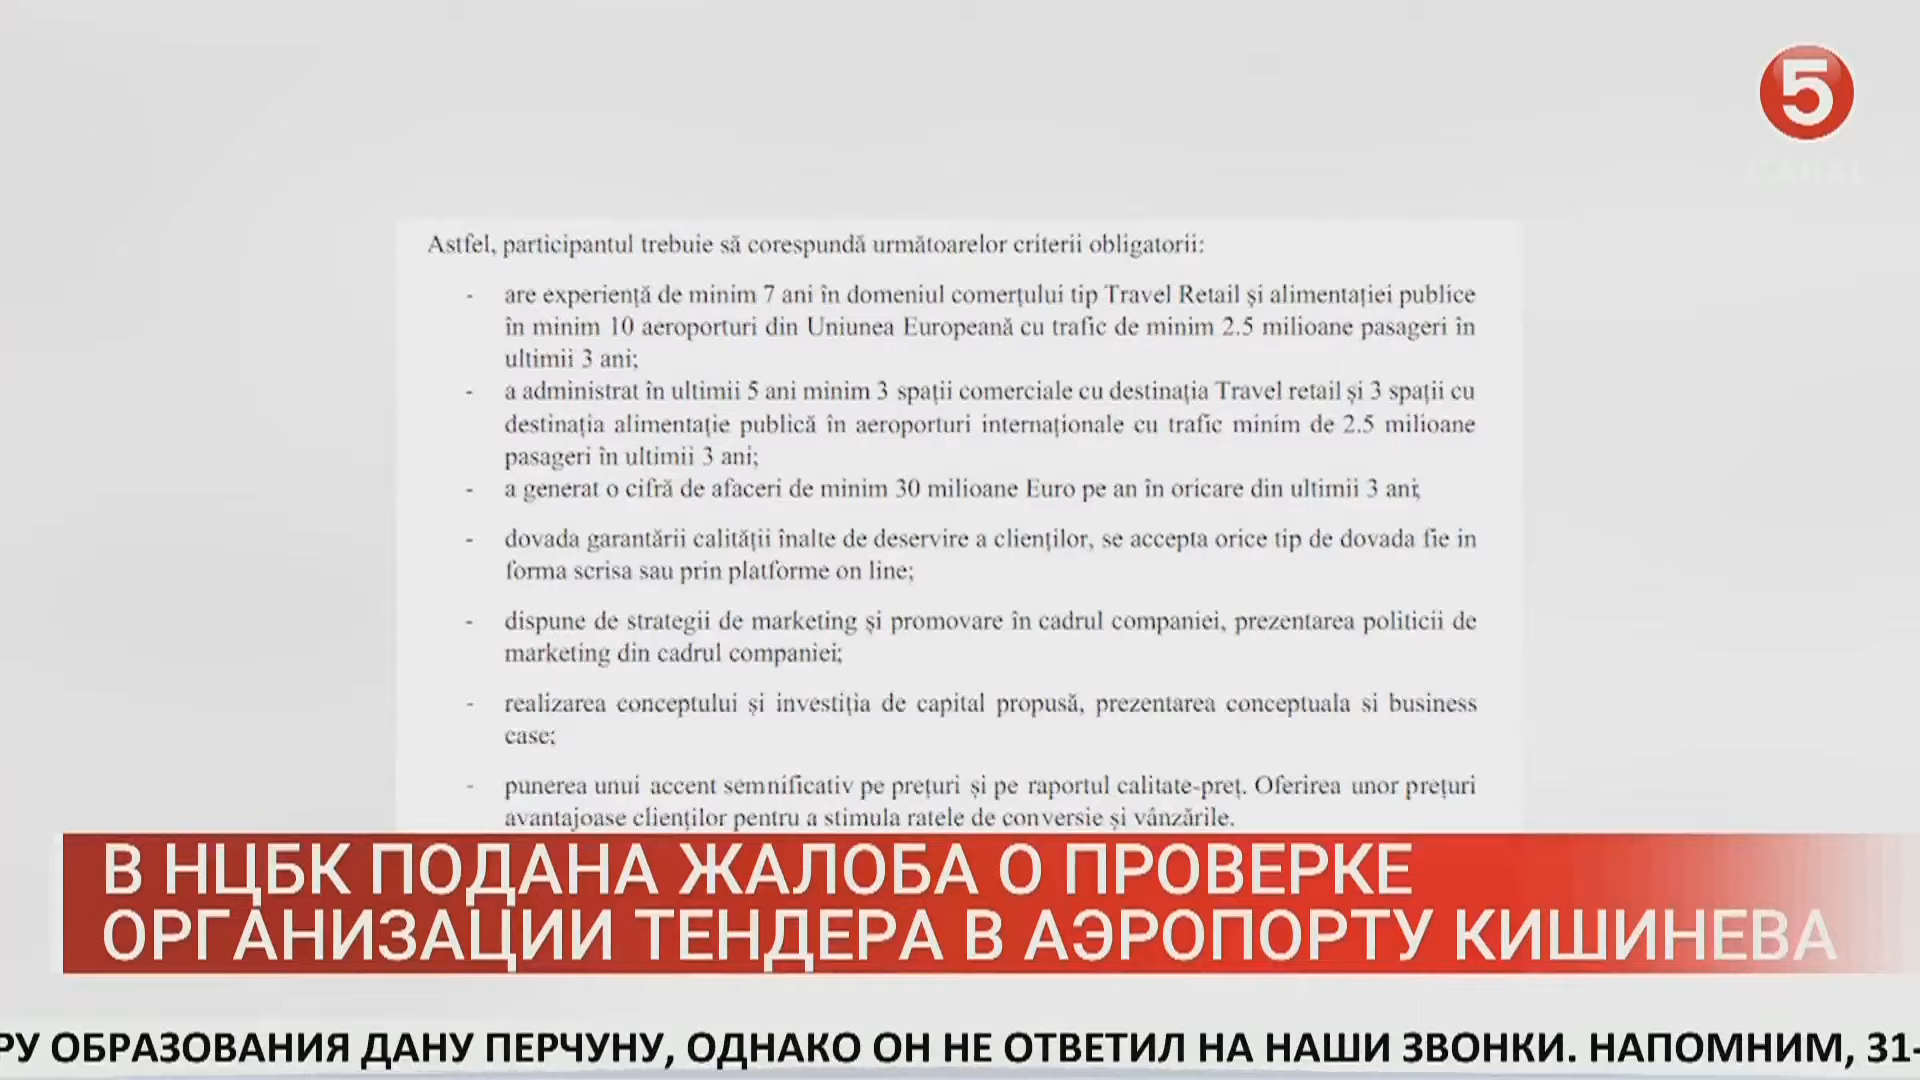 5
CANAL
Astfel, participantul trebuie să corespundă următoarelor criterii obligatorii:
- are experiență de minim 7 ani în domeniul comerțului tip Travel Retail și alimentației publice
în minim 10 aeroporturi din Uniunea Europeană cu trafic de minim 2.5 milioane pasageri în
ultimii 3 ani;
- a administrat în ultimii 5 ani minim 3 spații comerciale cu destinația Travel retail și 3 spații cu
destinația alimentație publică în aeroporturi internaționale cu trafic minim de 2.5 milioane
pasageri în ultimii 3 ani;
- a generat o cifră de afaceri de minim 30 milioane Euro pe an în oricare din ultimii 3 ani;
- dovada garantării calității înalte de deservire a clienților, se accepta orice tip de dovada fie in
forma scrisa sau prin platforme on line;
- dispune de strategii de marketing și promovare în cadrul companiei, prezentarea politicii de
marketing din cadrul companiei;
- realizarea conceptului și investiția de capital propusă, prezentarea conceptuala si business
case;
- punerea unui accent semnificativ pe prețuri și pe raportul calitate-preț. Oferirea unor prețuri
avantajoase clienților pentru a stimula ratele de conversie și vânzările.
В НЦБК ПОДАНА ЖАЛОБА О ПРОВЕРКЕ
ОРГАНИЗАЦИИ ТЕНДЕРА В АЭРОПОРТУ КИШИНЕВА
РУ ОБРАЗОВАНИЯ ДАНУ ПЕРЧУНУ, ОДНАКО ОН НЕ ОТВЕТИЛ НА НАШИ ЗВОНКИ. НАПОМНИМ, 31-